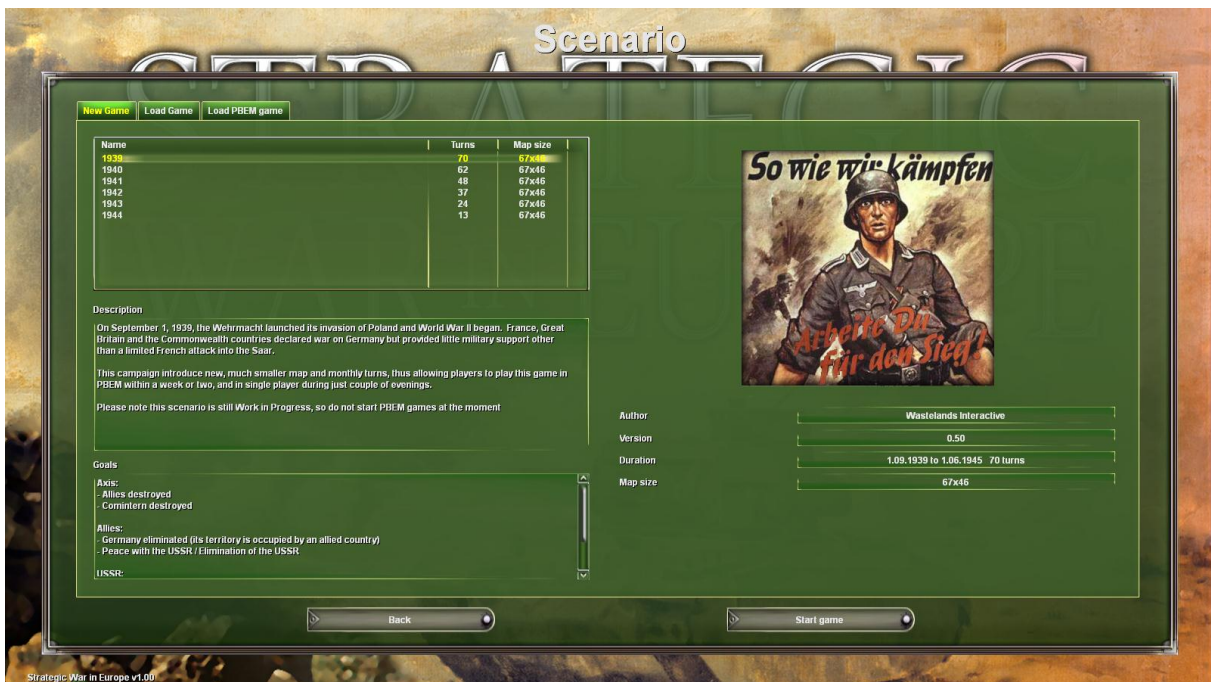 Scenario
STRATEGIC
WAR IN EUROPE
New Game Load Game Load PBEM game
Name Turns Map size
1939 70 67x46
1940 62 67x46
1941 48 67x46
1942 37 67x46
1943 24 67x46
1944 13 67x46
So wie wir kämpfen
Arbeite Du
für den Sieg!
Description
On September 1, 1939, the Wehrmacht launched its invasion of Poland and World War II began. France, Great
Britain and the Commonwealth countries declared war on Germany but provided little military support other
than a limited French attack into the Saar.
This campaign introduce new, much smaller map and monthly turns, thus allowing players to play this game in
PBEM within a week or two, and in single player during just couple of evenings.
Please note this scenario is still Work in Progress, so do not start PBEM games at the moment
Author Wastelands Interactive
Version 0.50
Duration 1.09.1939 to 1.06.1945 70 turns
Map size 67x46
Goals
Axis:
- Allies destroyed
- Comintern destroyed
Allies:
- Germany eliminated (its territory is occupied by an allied country)
- Peace with the USSR / Elimination of the USSR
USSR:
Back Start game
Strategic War in Europe v1.00